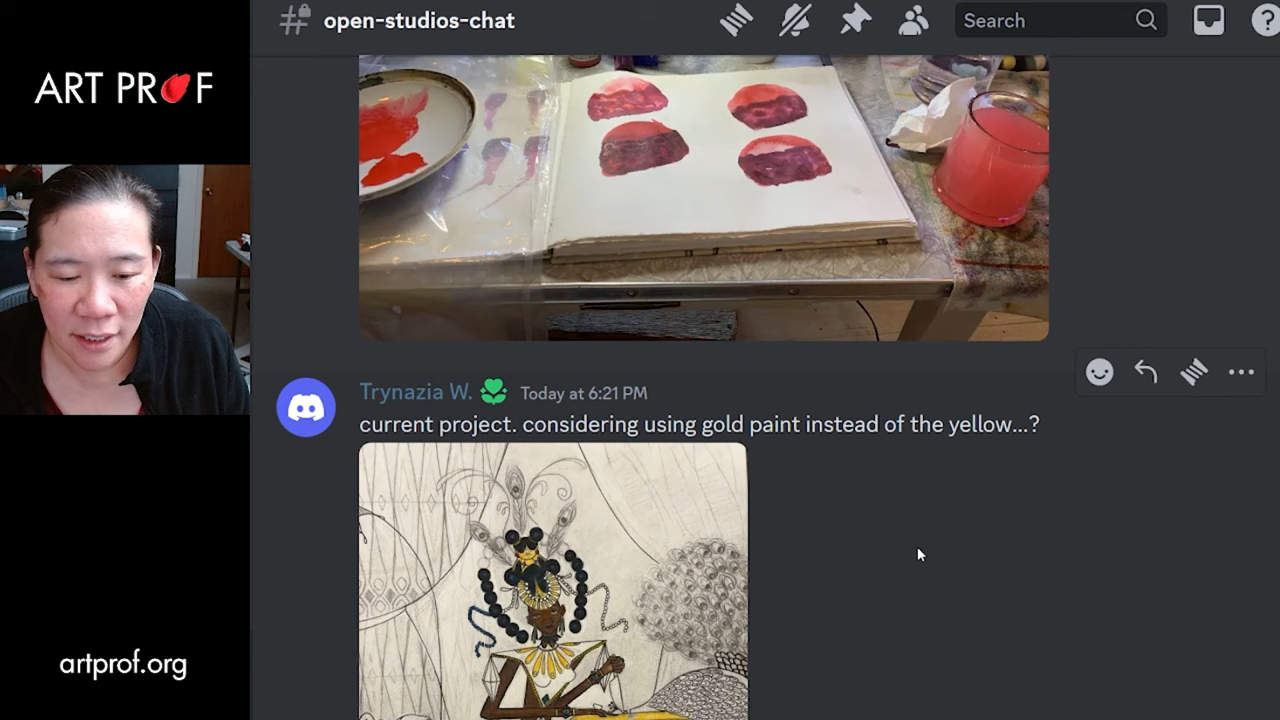 open-studios-chat
Search
ART PROF
Trynazia W. Today at 6:21 PM
current project. considering using gold paint instead of the yellow...?
artprof.org